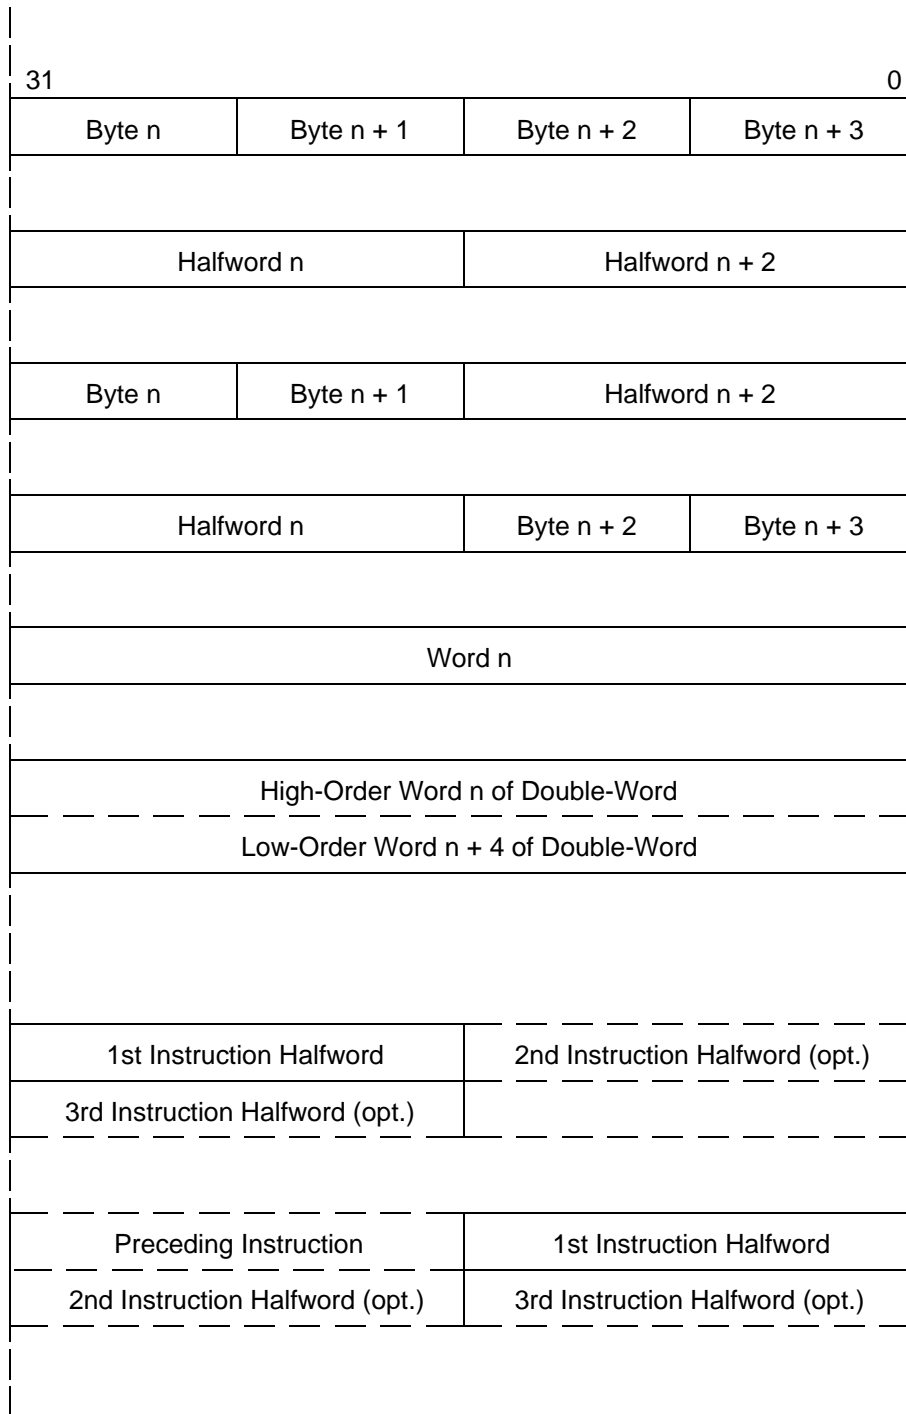 31 0
Byte n Byte n + 1 Byte n + 2 Byte n + 3
Halfword n Halfword n + 2
Byte n Byte n + 1 Halfword n + 2
Halfword n Byte n + 2 Byte n + 3
Word n
High-Order Word n of Double-Word
Low-Order Word n + 4 of Double-Word
1st Instruction Halfword 2nd Instruction Halfword (opt.)
3rd Instruction Halfword (opt.)
Preceding Instruction 1st Instruction Halfword
2nd Instruction Halfword (opt.) 3rd Instruction Halfword (opt.)